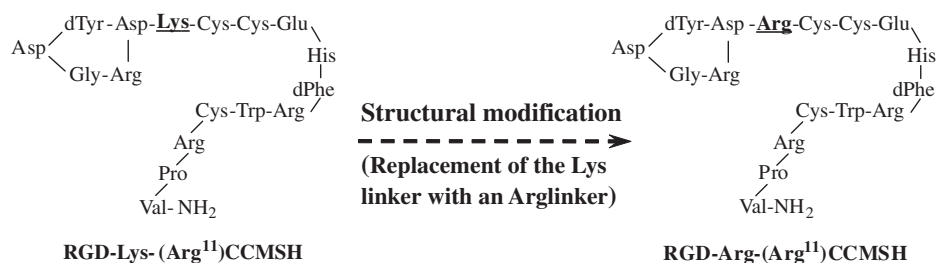 dTyr-Asp-Lys-Cys-Cys-Glu
Asp
Gly-Arg
His
dPhe
Cys-Trp-Arg
Arg
Pro
Val-NH2
RGD-Lys-(Arg11)CCMSH
Structural modification
(Replacement of the Lys
linker with an Arglinker)
dTyr-Asp-Arg-Cys-Cys-Glu
Asp
Gly-Arg
His
dPhe
Cys-Trp-Arg
Arg
Pro
Val-NH2
RGD-Arg-(Arg11)CCMSH